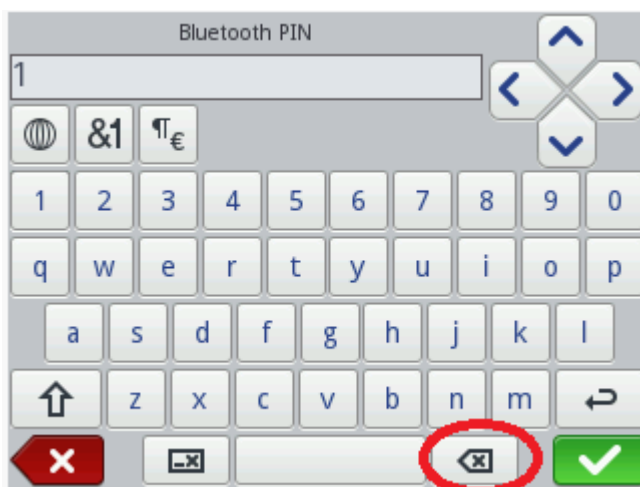 Bluetooth PIN
1
&1 ¶€
1 2 3 4 5 6 7 8 9 0
q w e r t y u i o p
a s d f g h j k l
z x c v b n m